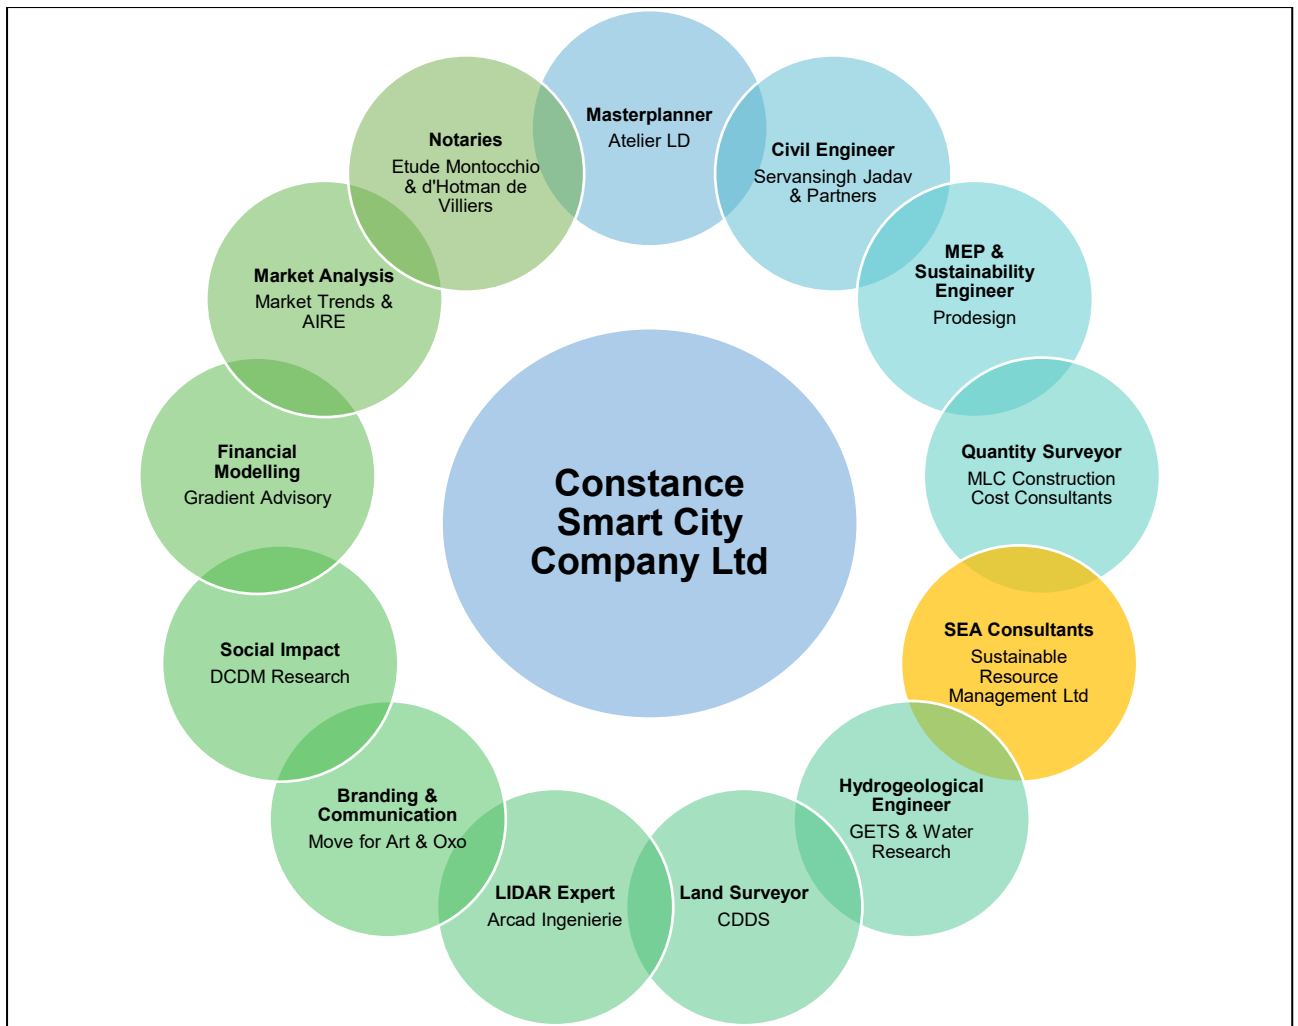 Masterplanner
Atelier LD
Civil Engineer
Servansingh Jadav
& Partners
MEP &
Sustainability
Engineer
Prodesign
Quantity Surveyor
MLC Construction
Cost Consultants
SEA Consultants
Sustainable
Resource
Management Ltd
Hydrogeological
Engineer
GETS & Water
Research
Land Surveyor
CDDS
LIDAR Expert
Arcad Ingenierie
Branding &
Communication
Move for Art & Oxo
Social Impact
DCDM Research
Financial
Modelling
Gradient Advisory
Market Analysis
Market Trends &
AIRE
Notaries
Etude Montocchio
& d'Hotman de
Villiers
Constance
Smart City
Company Ltd